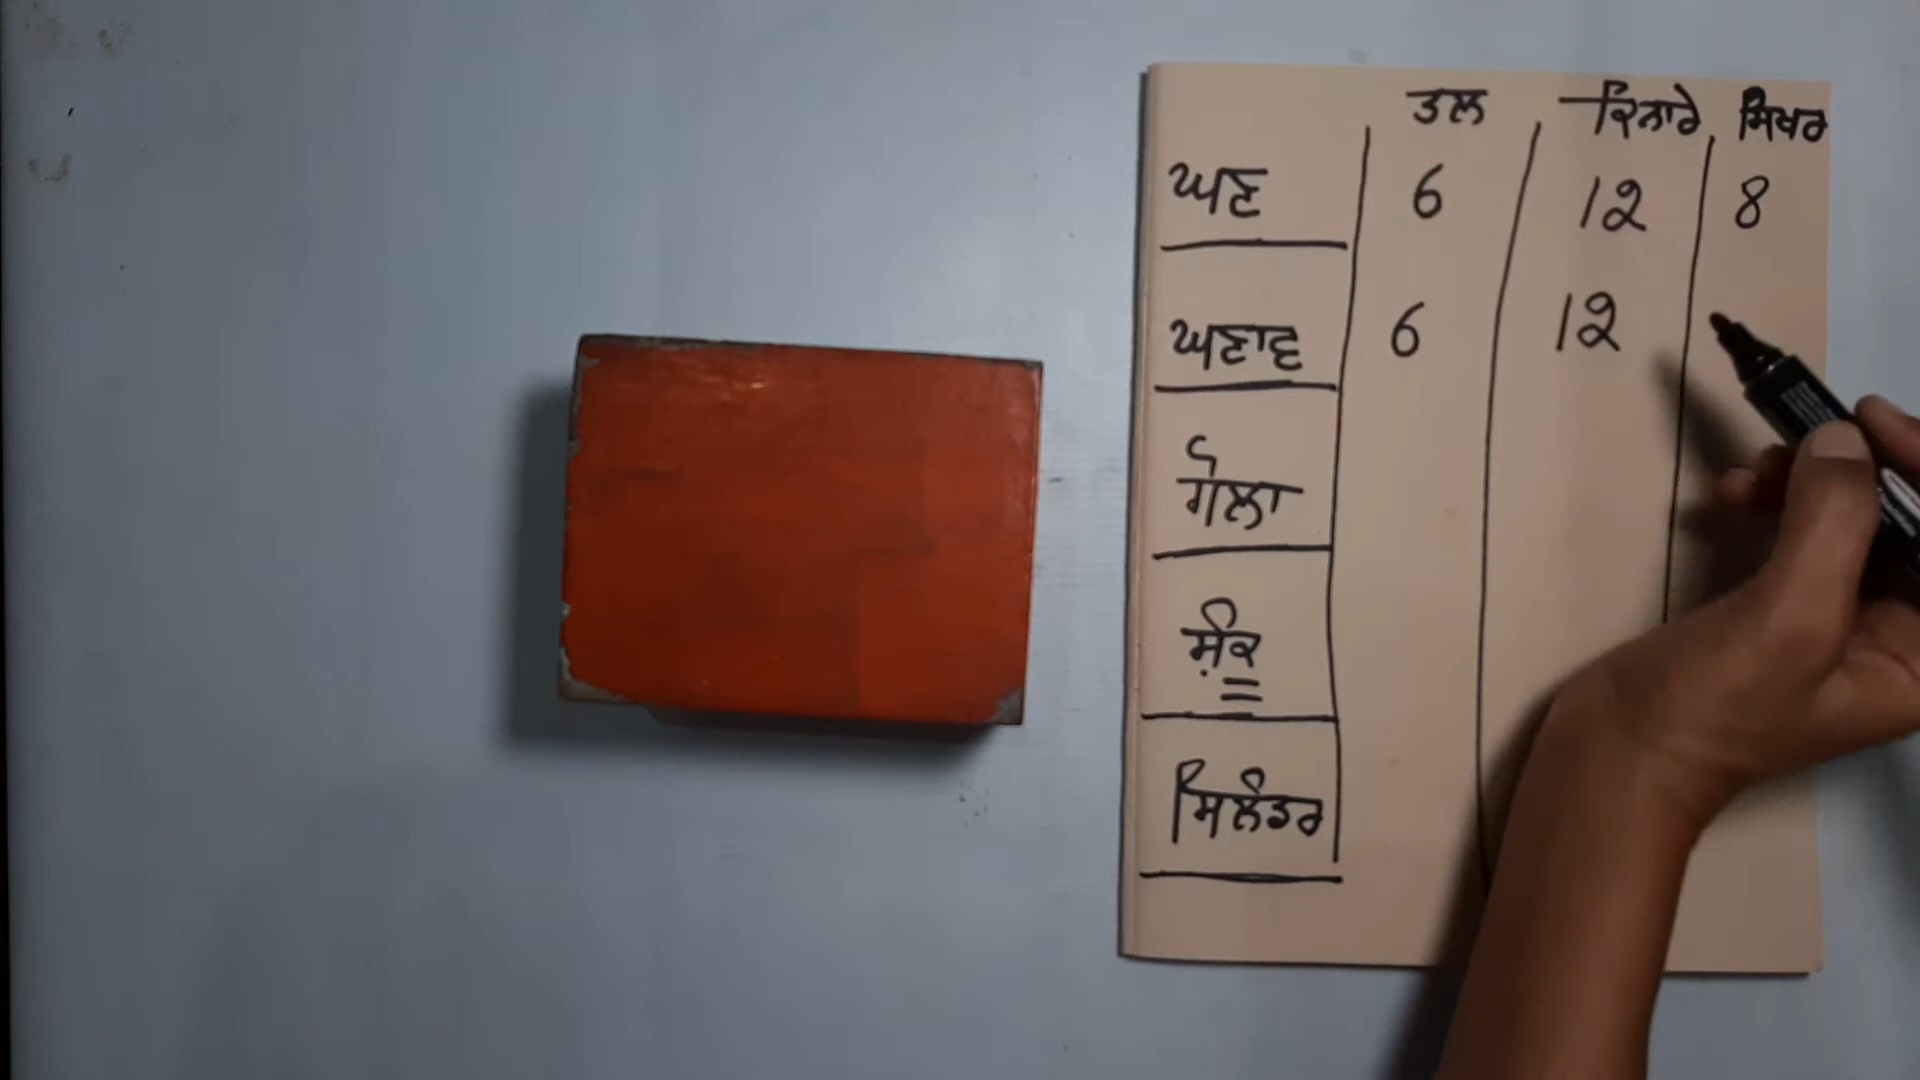 ਤਲ ਕਿਨਾਰੇ ਸਿਖਰ
ਘਣ 6 12 8
ਘਣਾਵ 6 12
ਗੋਲਾ
ਸ਼ੰਕੂ
ਸਿਲੰਡਰ